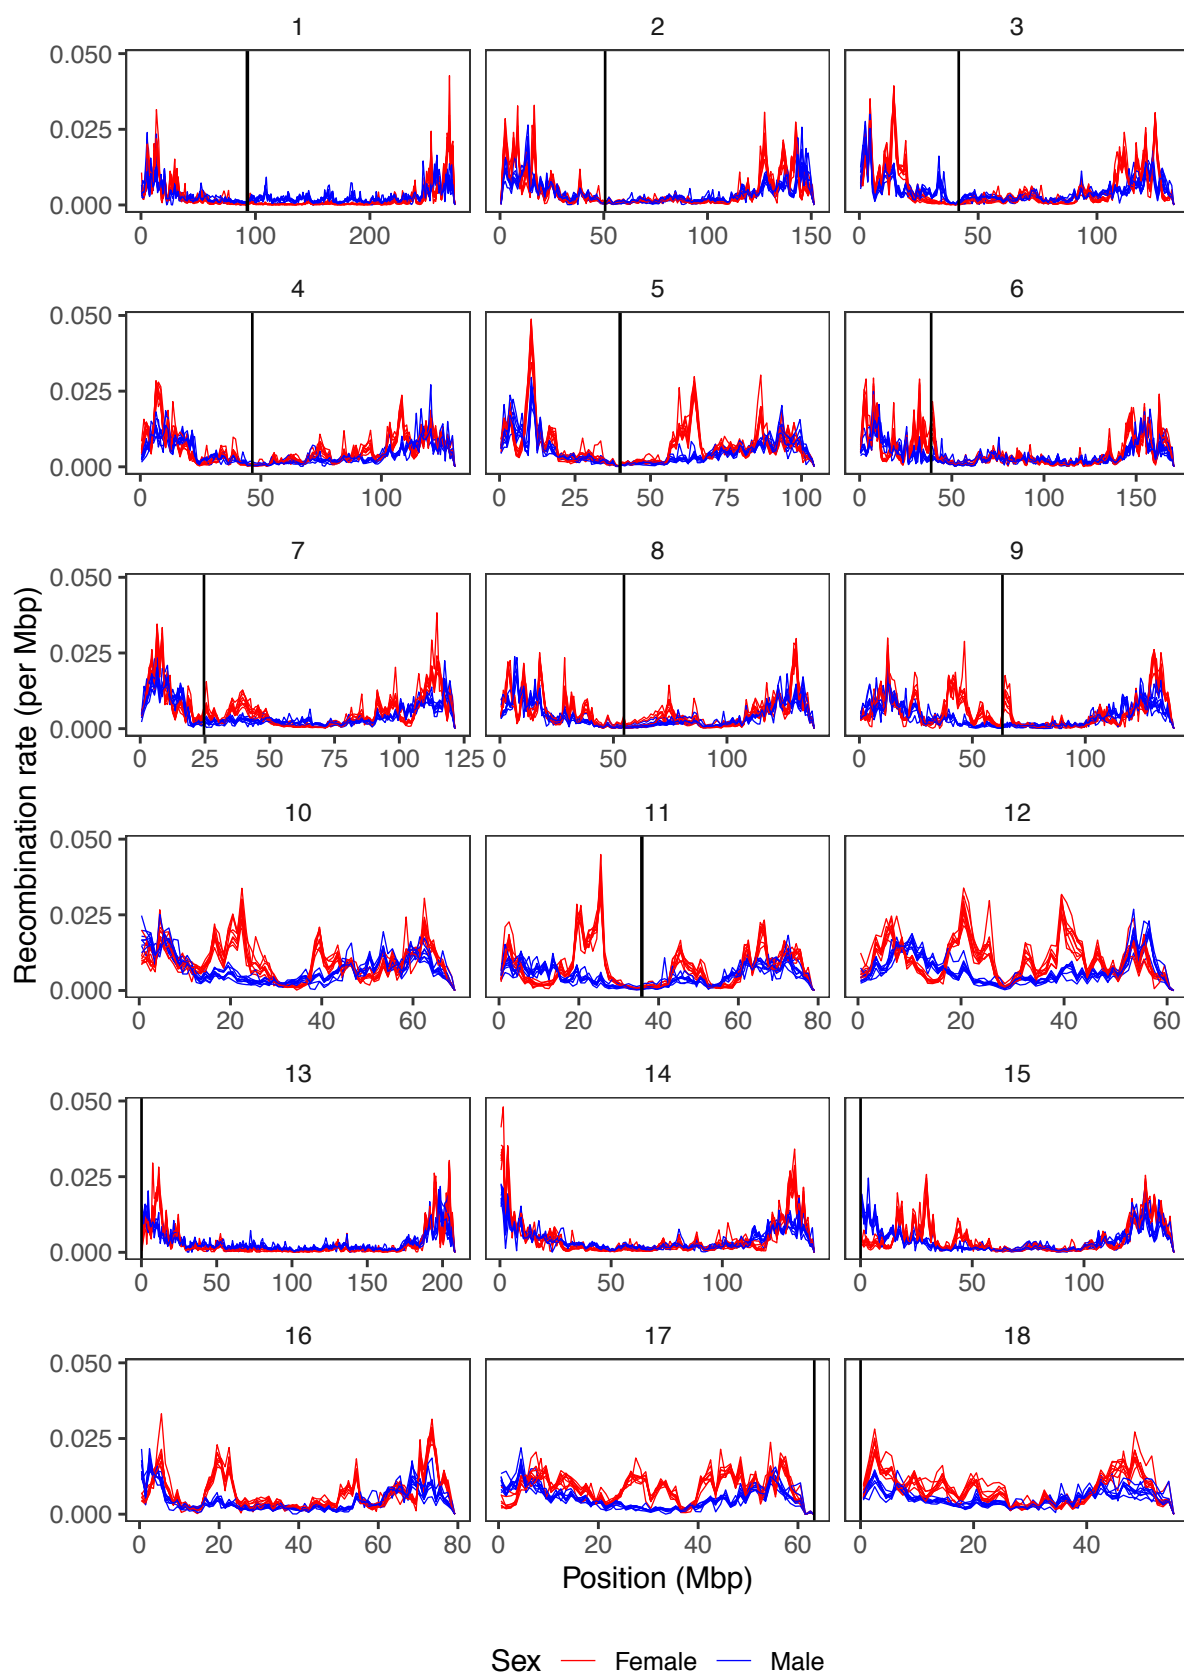 1 2 3
0.050
0.025
0.000
0 100 200 0 50 100 150 0 50 100
4 5 6
0.050
0.025
0.000
0 50 100 0 25 50 75 100 0 50 100 150
7 8 9
0.050
0.025
0.000
0 25 50 75 100 125 0 50 100 0 50 100
Recombination rate (per Mbp)
10 11 12
0.050
0.025
0.000
0 20 40 60 0 20 40 60 80 0 20 40 60
13 14 15
0.050
0.025
0.000
0 50 100 150 200 0 50 100 0 50 100
16 17 18
0.050
0.025
0.000
0 20 40 60 80 0 20 40 60 0 20 40
Position (Mbp)
Sex Female Male